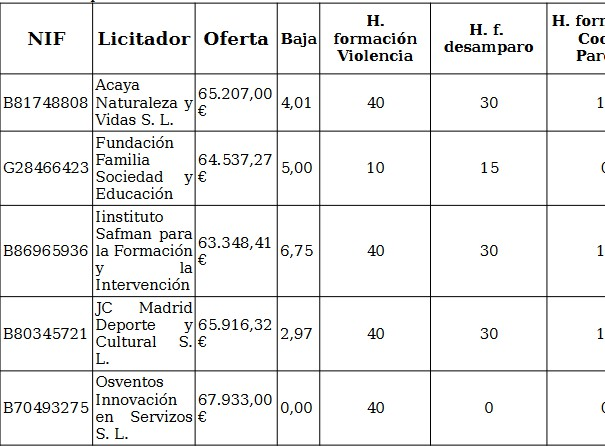 NIF Licitador Oferta Baja H. formación Violencia H. f. desamparo H. form
Coo
Pare
B81748808 Acaya Naturaleza y Vidas S. L. 65.207,00 € 4,01 40 30 1
G28466423 Fundación Familia Sociedad y Educación 64.537,27 € 5,00 10 15
B86965936 Iinstituto Safman para la Formación y la Intervención 63.348,41 € 6,75 40 30 1
B80345721 JC Madrid Deporte y Cultural S. L. 65.916,32 € 2,97 40 30 1
B70493275 Osventos Innovación en Servizos S. L. 67.933,00 € 0,00 40 0